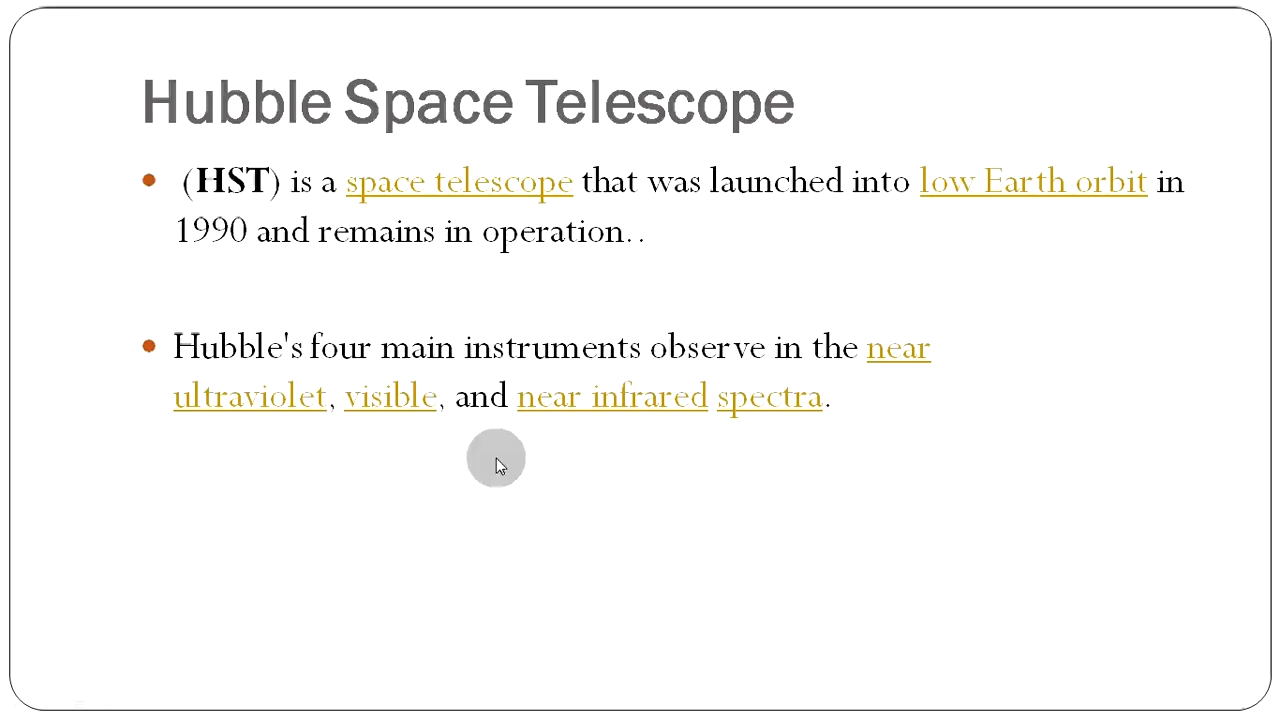 Hubble Space Telescope
(HST) is a space telescope that was launched into low Earth orbit in
1990 and remains in operation. .
Hubble's four main instruments observe in the near
ultraviolet, visible, and near infrared spectra.